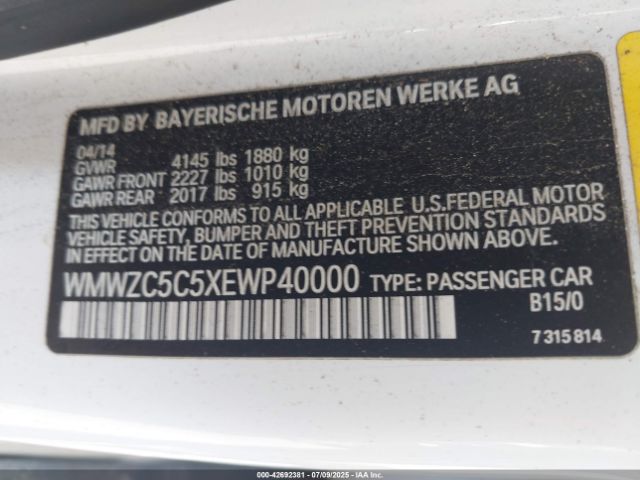 MFD BY BAYERISCHE MOTOREN WERKE AG
04/14
GVWR 4145 lbs 1880 kg
GAWR FRONT 2227 lbs 1010 kg
GAWR REAR 2017 lbs 915 kg
THIS VEHICLE CONFORMS TO ALL APPLICABLE U.S.FEDERAL MOTOR
VEHICLE SAFETY, BUMPER AND THEFT PREVENTION STANDARDS
IN EFFECT ON THE DATE OF MANUFACTURE SHOWN ABOVE.
WMWZC5C5XEWP40000 TYPE: PASSENGER CAR
B15/0
7 315 814
000-42692381 - 07/09/2025 - IAA, Inc.